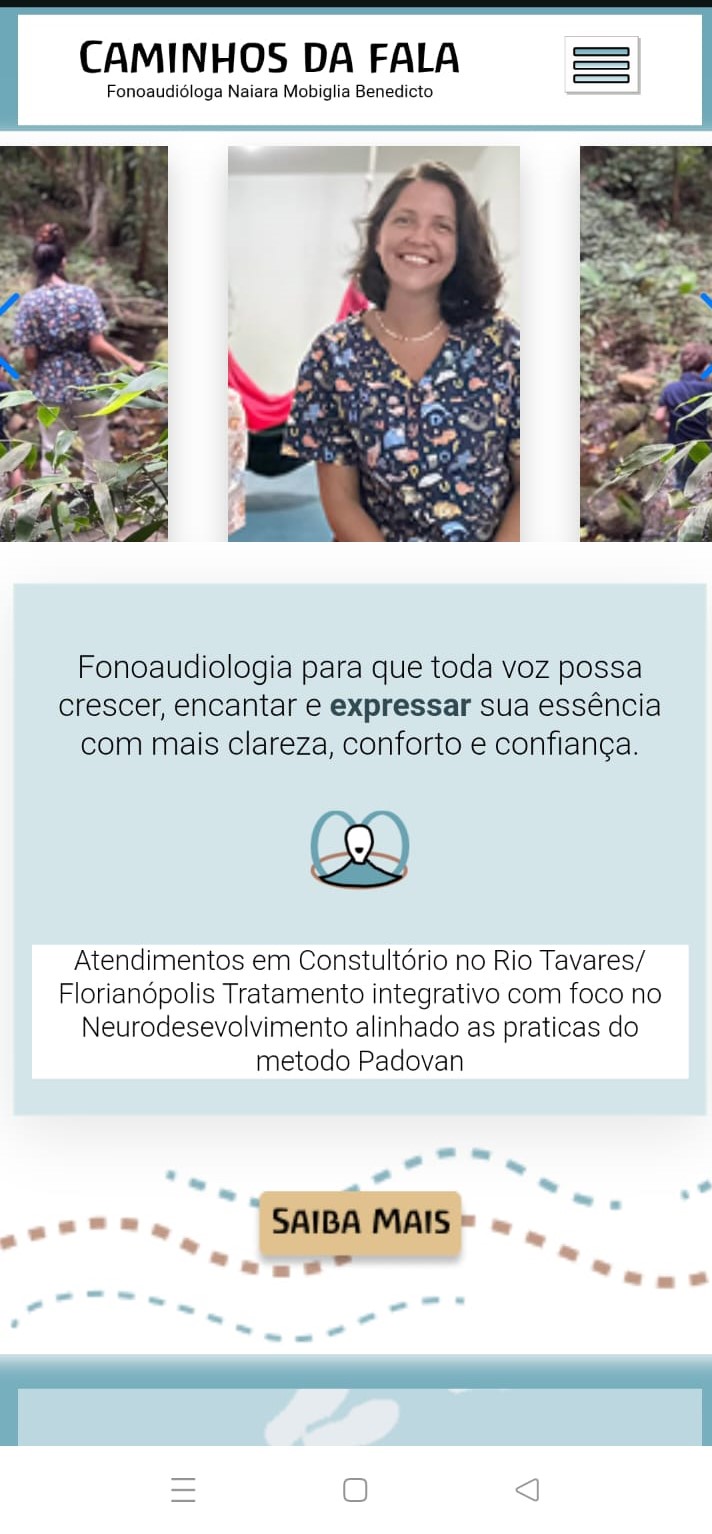 CAMINHOS DA FALA
Fonoaudióloga Naiara Mobiglia Benedicto
Fonoaudiologia para que toda voz possa
crescer, encantar e expressar sua essência
com mais clareza, conforto e confiança.
Atendimentos em Constultório no Rio Tavares/
Florianópolis Tratamento integrativo com foco no
Neurodesevolvimento alinhado as praticas do
metodo Padovan
SAIBA MAIS